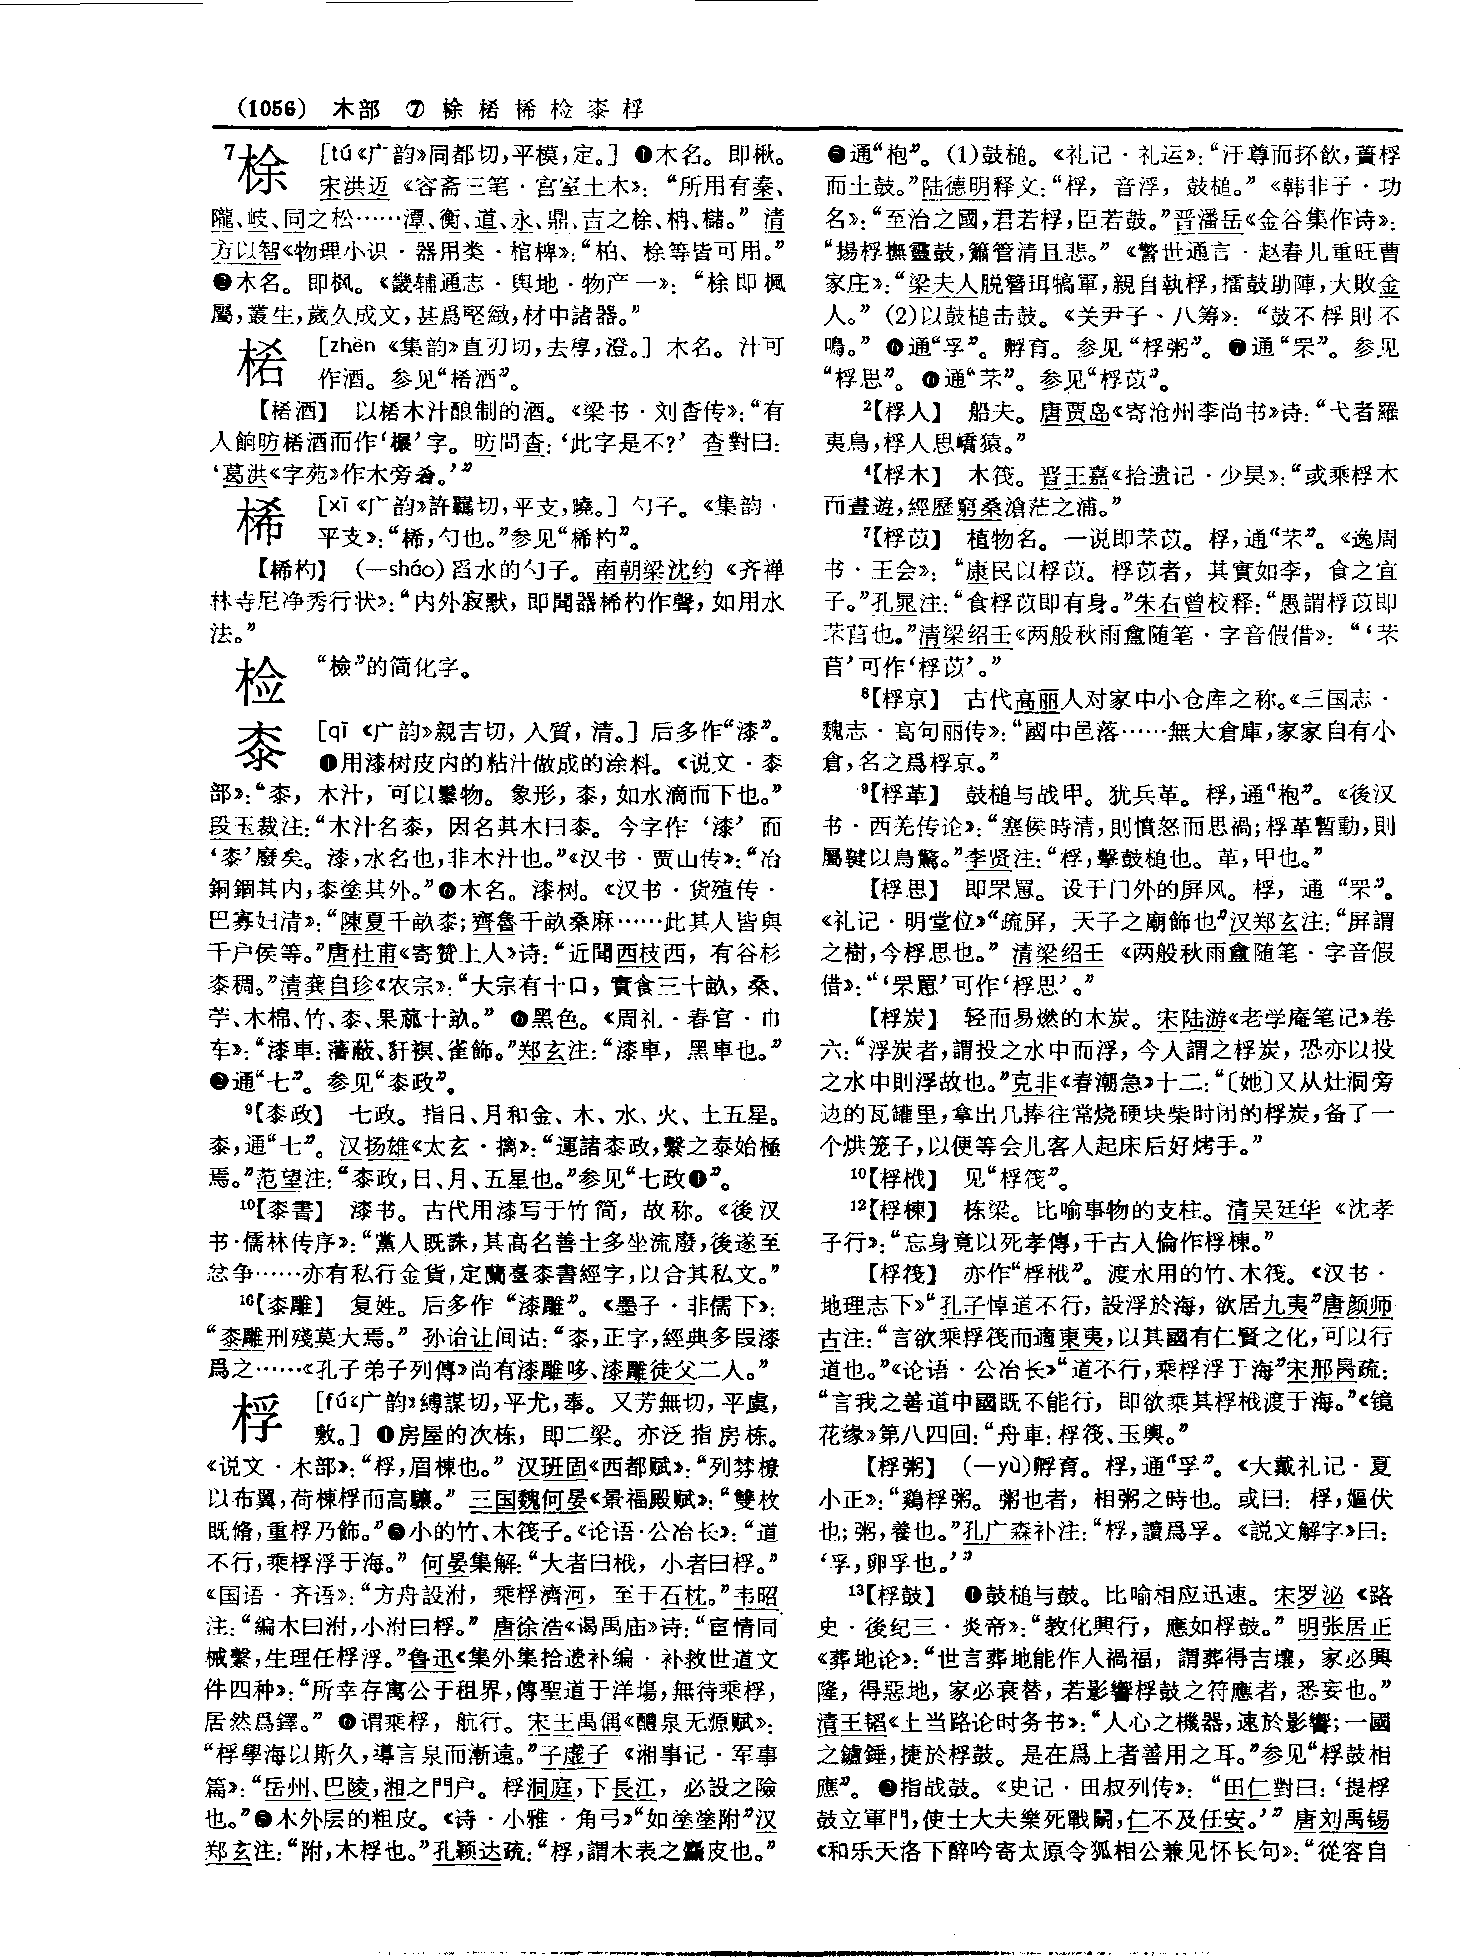 (1056) 木部 ⑦ 梌 桰 桸 检 桼 桴
7梌 [tú《广韵》同都切,平模,定。] ❶木名。即楸。
宋洪迈《容斋三笔·宫室土木》：“所用有秦、
隴、岐、同之松……潭、衡、道、永、鼎、吉之梌、柟、櫧。” 清
方以智《物理小识·器用类·棺椑》：“柏、梌等皆可用。”
❷木名。即枫。《畿辅通志·舆地·物产一》：“梌即楓
屬,叢生,歲久成文,甚爲堅緻,材中諸器。”
[zhèn《集韵》直刃切,去稕,澄。] 木名。汁可
作酒。参见“酒”。
【酒】 以木汁酿制的酒。《梁书·刘杳传》：“有
人餉昉酒而作‘榐’字。昉問杳：‘此字是不?’ 杳對曰：
‘葛洪《字苑》作木旁。’”
桸 [xī《广韵》許羈切,平支,曉。] 勺子。《集韵·
平支》：“桸,勺也。”参见“桸杓”。
【桸杓】 (—sháo)舀水的勺子。南朝梁沈约《齐禅
林寺尼净秀行状》：“内外寂默,即聞器桸杓作聲,如用水
法。”
检 “檢”的简化字。
桼 [qī《广韵》親吉切,入質,清。] 后多作“漆”。
❶用漆树皮内的粘汁做成的涂料。《说文·桼
部》：“桼,木汁,可以䰍物。象形,桼,如水滴而下也。”
段玉裁注：“木汁名桼,因名其木曰桼。今字作‘漆’而
‘桼’廢矣。漆,水名也,非木汁也。”《汉书·贾山传》：“冶
銅錮其内,桼塗其外。”❷木名。漆树。《汉书·货殖传·
巴寡妇清》：“陳夏千畝桼;齊魯千畝桑麻……此其人皆與
千户侯等。”唐杜甫《寄赞上人》诗：“近聞西枝西,有谷杉
桼稠。”清龚自珍《农宗》：“大宗有十口,實食三十畝,桑、
苧、木棉、竹、桼、果蓏十畝。” ❸黑色。《周礼·春官·巾
车》：“漆車：藩蔽、豻𧜀、雀飾。”郑玄注：“漆車,黑車也。”
❹通“七”。参见“桼政”。
9【桼政】 七政。指日、月和金、木、水、火、土五星。
桼,通“七”。汉扬雄《太玄·摛》：“運諸桼政,繫之泰始極
焉。”范望注：“桼政,日、月、五星也。”参见“七政❶”。
10【桼書】 漆书。古代用漆写于竹简,故称。《後汉
书·儒林传序》：“黨人既誅,其高名善士多坐流廢,後遂至
忿争……亦有私行金貨,定蘭臺桼書經字,以合其私文。”
16【桼雕】 复姓。后多作“漆雕”。《墨子·非儒下》：
“桼雕刑殘莫大焉。” 孙诒让间诂：“桼,正字,經典多叚漆
爲之……《孔子弟子列傳》尚有漆雕哆、漆雕徒父二人。”
桴 [fú《广韵》縛謀切,平尤,奉。又芳無切,平虞,
敷。] ❶房屋的次栋,即二梁。亦泛指房栋。
《说文·木部》：“桴,眉棟也。” 汉班固《西都赋》：“列棼橑
以布翼,荷棟桴而高驤。” 三国魏何晏《景福殿赋》：“雙枚
既脩,重桴乃飾。”❷小的竹、木筏子。《论语·公冶长》：“道
不行,乘桴浮于海。” 何晏集解：“大者曰栰,小者曰桴。”
《国语·齐语》：“方舟設泭,乘桴濟河,至于石枕。”韦昭
注：“編木曰泭,小泭曰桴。” 唐徐浩《谒禹庙》诗：“宦情同
械繫,生理任桴浮。”鲁迅《集外集拾遗补编·补救世道文
件四种》：“所幸存寓公于租界,傳聖道于洋場,無待乘桴,
居然爲鐸。” ❸谓乘桴,航行。宋王禹偁《醴泉无源赋》：
“桴學海以斯久,導言泉而漸遠。”子虚子《湘事记·军事
篇》：“岳州、巴陵,湘之門户。桴洞庭,下長江,必設之險
也。”❹木外层的粗皮。《诗·小雅·角弓》“如塗塗附”汉
郑玄注：“附,木桴也。”孔颖达疏：“桴,謂木表之麤皮也。”
❺通“枹”。(1)鼓槌。《礼记·礼运》：“汙尊而抔飲,蕢桴
而土鼓。”陆德明释文：“桴,音浮,鼓槌。”《韩非子·功
名》：“至治之國,君若桴,臣若鼓。”晋潘岳《金谷集作诗》：
“揚桴撫靈鼓,簫管清且悲。”《警世通言·赵春儿重旺曹
家庄》：“梁夫人脱簪珥犒軍,親自執桴,擂鼓助陣,大敗金
人。”(2)以鼓槌击鼓。《关尹子·八筹》：“鼓不桴則不
鳴。” ❻通“孚”。孵育。参见“桴粥”。❼通“罘”。参见
“桴思”。❽通“芣”。参见“桴苡”。
2【桴人】 船夫。唐贾岛《寄沧州李尚书》诗：“弋者羅
夷鳥,桴人思嶠猿。”
4【桴木】 木筏。晋王嘉《拾遗记·少昊》：“或乘桴木
而晝遊,經歷窮桑滄茫之浦。”
7【桴苡】 植物名。一说即芣苡。桴,通“芣”。《逸周
书·王会》：“康民以桴苡。桴苡者,其實如李,食之宜
子。”孔晁注：“食桴苡即有身。”朱右曾校释：“愚謂桴苡即
芣苢也。”清梁绍壬《两般秋雨盦随笔·字音假借》：“‘芣
苢’可作‘桴苡’。”
8【桴京】 古代高丽人对家中小仓库之称。《三国志·
魏志·高句丽传》：“國中邑落……無大倉庫,家家自有小
倉,名之爲桴京。”
9【桴革】 鼓槌与战甲。犹兵革。桴,通“枹”。《後汉
书·西羌传论》：“塞候時清,則憤怒而思禍;桴革暫動,則
屬鞬以鳥驚。”李贤注：“桴,擊鼓槌也。革,甲也。”
【桴思】 即罘罳。设于门外的屏风。桴,通“罘”。
《礼记·明堂位》“疏屏,天子之廟飾也”汉郑玄注：“屏謂
之樹,今桴思也。” 清梁绍壬《两般秋雨盦随笔·字音假
借》：“‘罘罳’可作‘桴思’。”
【桴炭】 轻而易燃的木炭。宋陆游《老学庵笔记》卷
六：“浮炭者,謂投之水中而浮,今人謂之桴炭,恐亦以投
之水中則浮故也。”克非《春潮急》十二：“〔她〕又从灶洞旁
边的瓦罐里,拿出几捧往常烧硬块柴时闭的桴炭,备了一
个烘笼子,以便等会儿客人起床后好烤手。”
10【桴栰】 见“桴筏”。
12【桴棟】 栋梁。比喻事物的支柱。清吴廷华《沈孝
子行》：“忘身竟以死孝傳,千古人倫作桴棟。”
【桴筏】 亦作“桴栰”。渡水用的竹、木筏。《汉书·
地理志下》“孔子悼道不行,設浮於海,欲居九夷”唐颜师
古注：“言欲乘桴筏而適東夷,以其國有仁賢之化,可以行
道也。”《论语·公冶长》“道不行,乘桴浮于海”宋邢昺疏：
“言我之善道中國既不能行,即欲乘其桴栰渡于海。”《镜
花缘》第八四回：“舟車：桴筏、玉輿。”
【桴粥】 (—yù)孵育。桴,通“孚”。《大戴礼记·夏
小正》：“鷄桴粥。粥也者,相粥之時也。或曰：桴,嫗伏
也;粥,養也。”孔广森补注：“桴,讀爲孚。《説文解字》曰：
‘孚,卵孚也。’”
13【桴鼓】 ❶鼓槌与鼓。比喻相应迅速。宋罗泌《路
史·後纪三·炎帝》：“教化興行,應如桴鼓。” 明张居正
《葬地论》：“世言葬地能作人禍福,謂葬得吉壤,家必興
隆,得惡地,家必衰替,若影響桴鼓之符應者,悉妄也。”
清王韬《上当路论时务书》：“人心之機器,速於影響;一國
之鑪錘,捷於桴鼓。是在爲上者善用之耳。”参见“桴鼓相
應”。❷指战鼓。《史记·田叔列传》：“田仁對曰：‘提桴
鼓立軍門,使士大夫樂死戰鬭,仁不及任安。’” 唐刘禹锡
《和乐天洛下醉吟寄太原令狐相公兼见怀长句》：“從容自